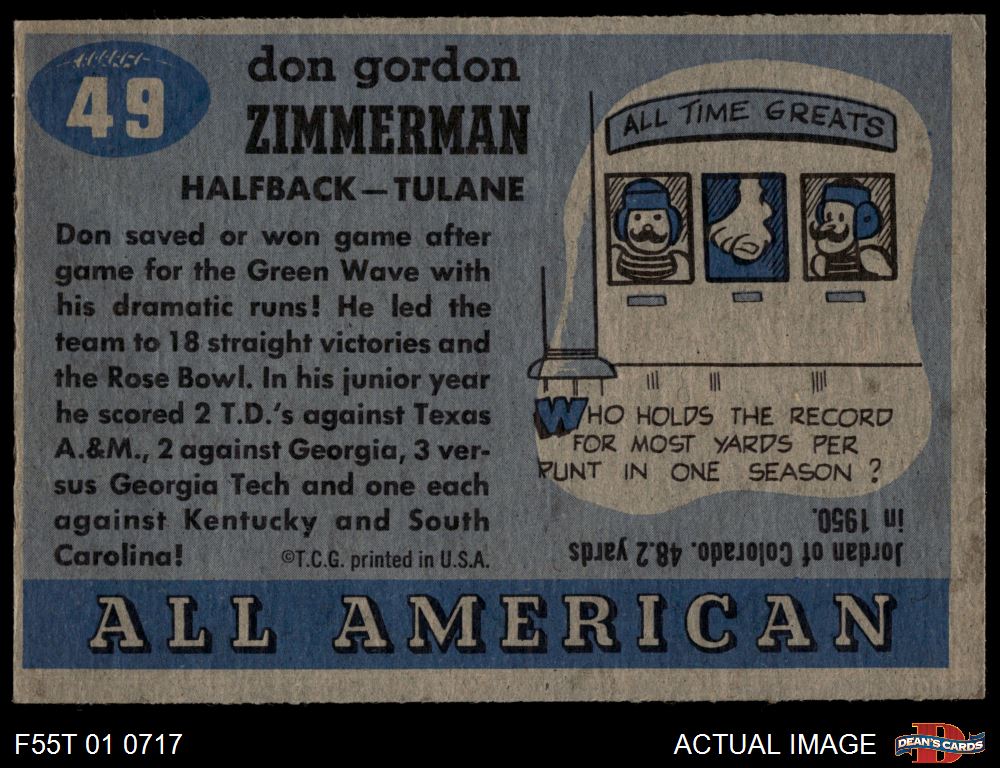 49
don gordon
ZIMMERMAN
HALFBACK — TULANE
Don saved or won game after
game for the Green Wave with
his dramatic runs! He led the
team to 18 straight victories and
the Rose Bowl. In his junior year
he scored 2 T.D.'s against Texas
A.&M., 2 against Georgia, 3 ver-
sus Georgia Tech and one each
against Kentucky and South
Carolina!
©T.C.G. printed in U.S.A.
ALL TIME GREATS
WHO HOLDS THE RECORD
FOR MOST YARDS PER
PUNT IN ONE SEASON ?
Jordan of Colorado. 48.2 yards
in 1950.
ALL AMERICAN
F55T 01 0717
ACTUAL IMAGE
DEAN'S CARDS